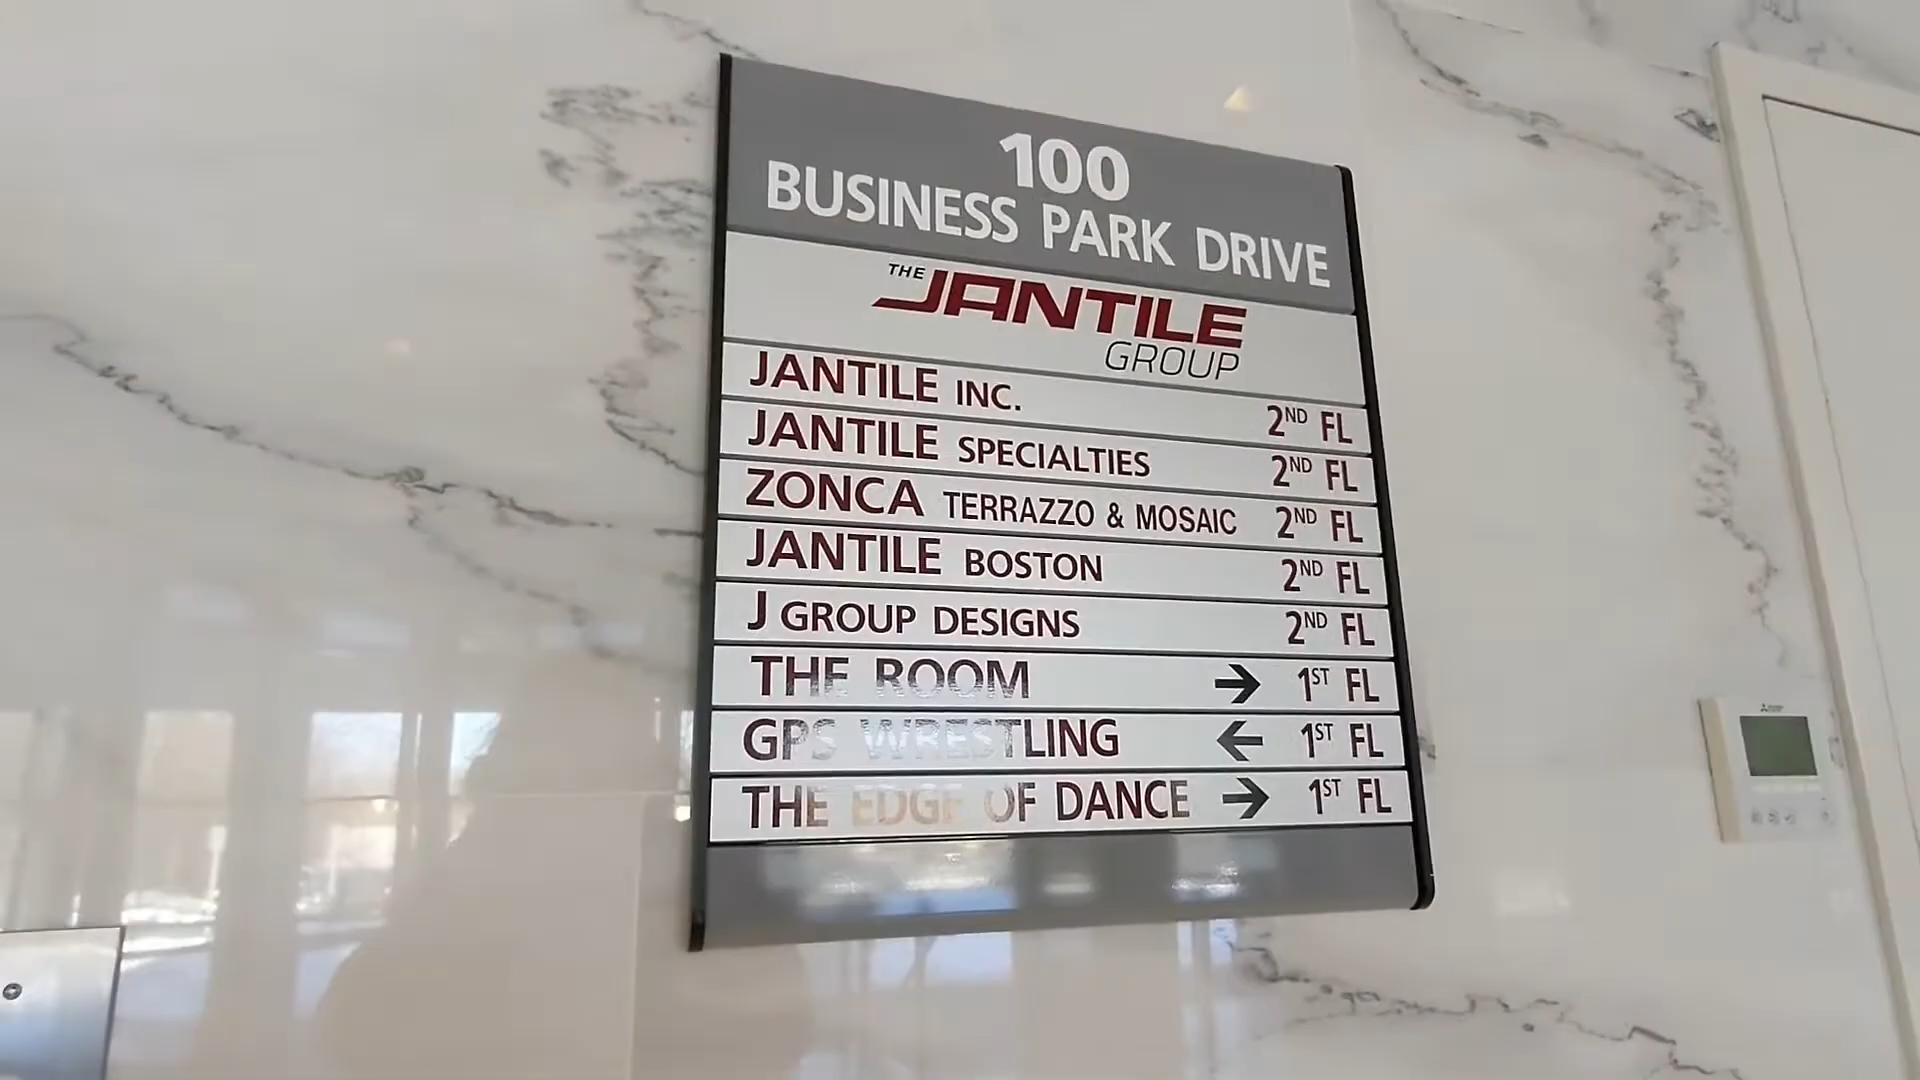 100
BUSINESS PARK DRIVE
THE JANTILE
GROUP
JANTILE INC. 2ND FL
JANTILE SPECIALTIES 2ND FL
ZONCA TERRAZZO & MOSAIC 2ND FL
JANTILE BOSTON 2ND FL
J GROUP DESIGNS 2ND FL
THE ROOM → 1ST FL
GPS WRESTLING ← 1ST FL
THE EDGE OF DANCE → 1ST FL